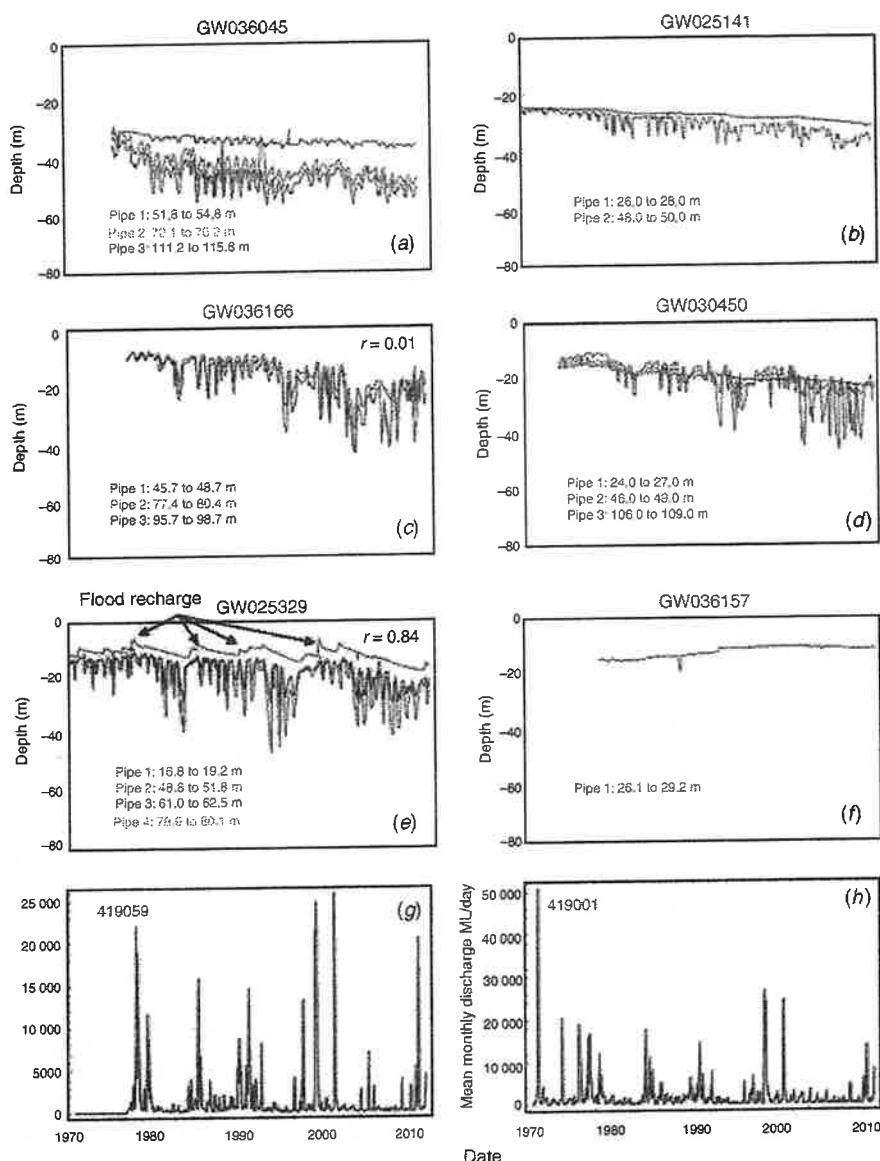 GW036045
0
−20
−40
−60
−80
Depth (m)
Pipe 1: 51.8 to 54.8 m
Pipe 3: 111.2 to 115.8 m
(a)
GW025141
0
−20
−40
−60
−80
Depth (m)
Pipe 1: 26.0 to 28.0 m
Pipe 2: 48.0 to 50.0 m
(b)
GW036166
0
−20
−40
−60
−80
Depth (m)
r = 0.01
Pipe 1: 45.7 to 48.7 m
Pipe 2: 77.4 to 80.4 m
Pipe 3: 95.7 to 98.7 m
(c)
GW030450
0
−20
−40
−60
−80
Depth (m)
Pipe 1: 24.0 to 27.0 m
Pipe 2: 46.0 to 49.0 m
Pipe 3: 106.0 to 109.0 m
(d)
Flood recharge
GW025329
0
−20
−40
−60
−80
Depth (m)
r = 0.84
Pipe 1: 16.8 to 19.2 m
Pipe 2: 48.8 to 51.8 m
Pipe 3: 61.0 to 62.5 m
Pipe 4:
(e)
GW036157
0
−20
−40
−60
−80
Depth (m)
Pipe 1: 26.1 to 29.2 m
(f)
419059
(g)
25 000
20 000
15 000
10 000
5000
0
1970 1980 1990 2000 2010
419001
(h)
Mean monthly discharge ML/day
50 000
40 000
30 000
20 000
10 000
0
1970 1980 1990 2000 2010
Date